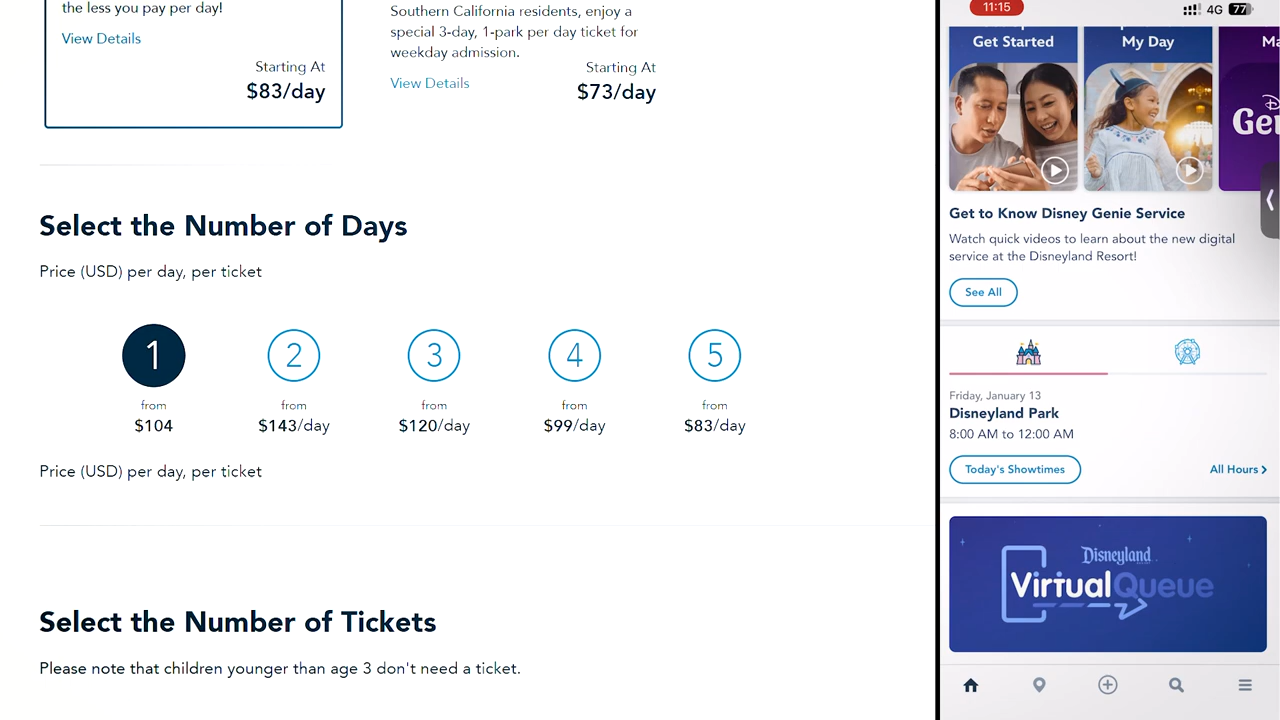 the less you pay per day!
View Details
Starting At
$83/day
Southern California residents, enjoy a
special 3-day, 1-park per day ticket for
weekday admission.
View Details
Starting At
$73/day
Select the Number of Days
Price (USD) per day, per ticket
1
2
3
4
5
from
from
from
from
from
$104
$143/day
$120/day
$99/day
$83/day
Price (USD) per day, per ticket
Select the Number of Tickets
Please note that children younger than age 3 don't need a ticket.
11:15
4G 77
Get Started
My Day
Get to Know Disney Genie Service
Watch quick videos to learn about the new digital
service at the Disneyland Resort!
See All
Friday, January 13
Disneyland Park
8:00 AM to 12:00 AM
Today's Showtimes
All Hours
Disneyland
VirtualQueue